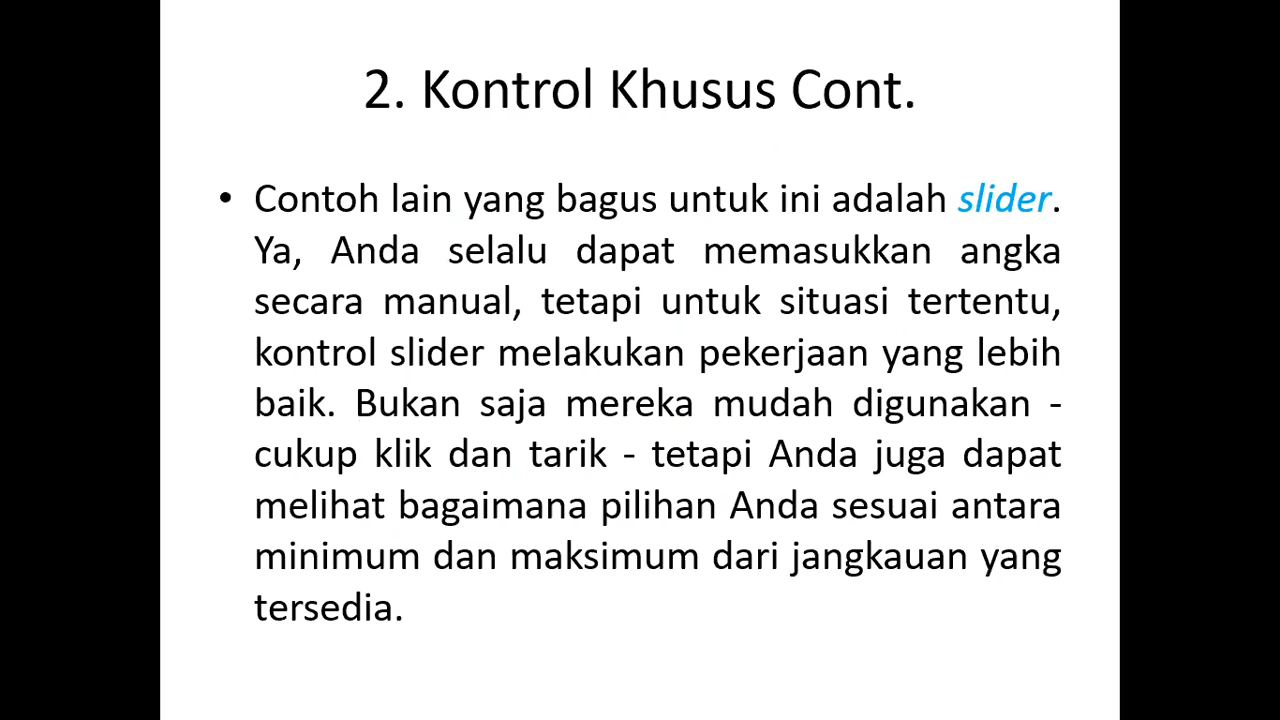 2. Kontrol Khusus Cont.
• Contoh lain yang bagus untuk ini adalah slider.
Ya, Anda selalu dapat memasukkan angka
secara manual, tetapi untuk situasi tertentu,
kontrol slider melakukan pekerjaan yang lebih
baik. Bukan saja mereka mudah digunakan -
cukup klik dan tarik - tetapi Anda juga dapat
melihat bagaimana pilihan Anda sesuai antara
minimum dan maksimum dari jangkauan yang
tersedia.